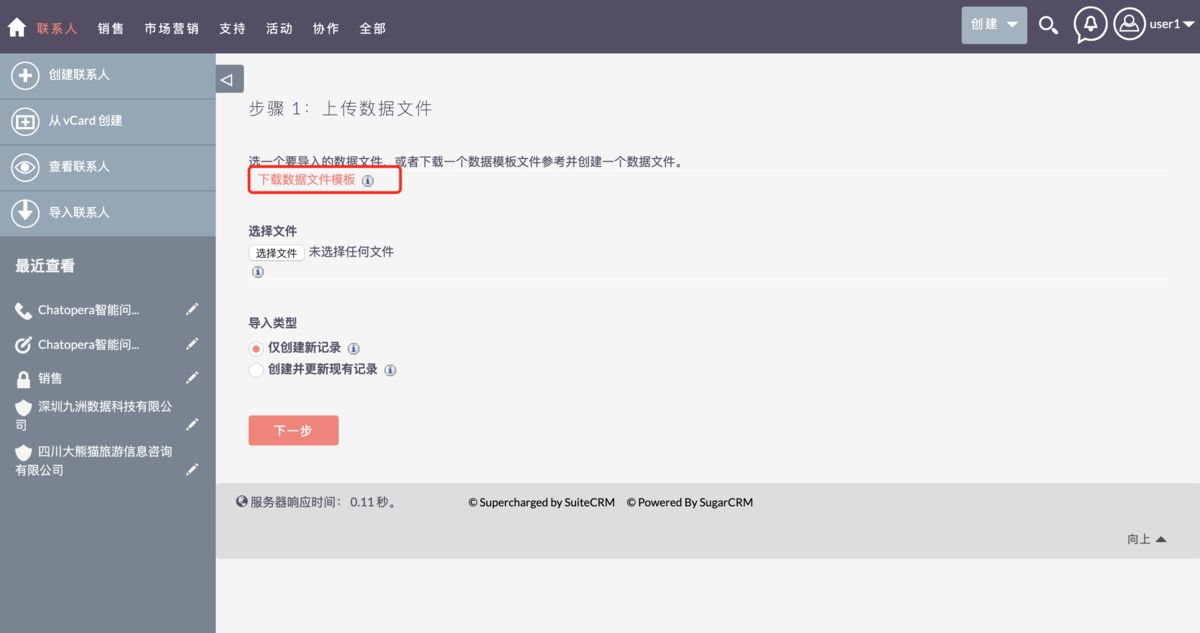 联系人 销售 市场营销 支持 活动 协作 全部 创建 user1
创建联系人
从 vCard 创建
查看联系人
导入联系人
最近查看
Chatopera智能问...
Chatopera智能问...
销售
深圳九洲数据科技有限公
司
四川大熊猫旅游信息咨询
有限公司
步骤 1：上传数据文件
选一个要导入的数据文件，或者下载一个数据模板文件参考并创建一个数据文件。
下载数据文件模板
选择文件
选择文件 未选择任何文件
导入类型
仅创建新记录
创建并更新现有记录
下一步
服务器响应时间： 0.11 秒。 © Supercharged by SuiteCRM © Powered By SugarCRM
向上